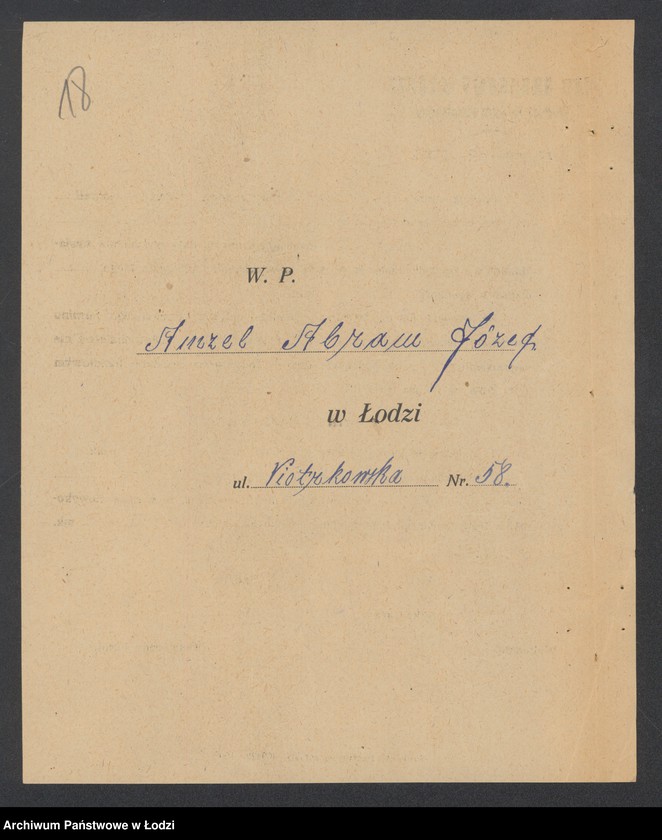 18
W. P.
Amzel Abram Józef
w Łodzi
ul. Piotrkowska Nr. 58.
Archiwum Państwowe w Łodzi